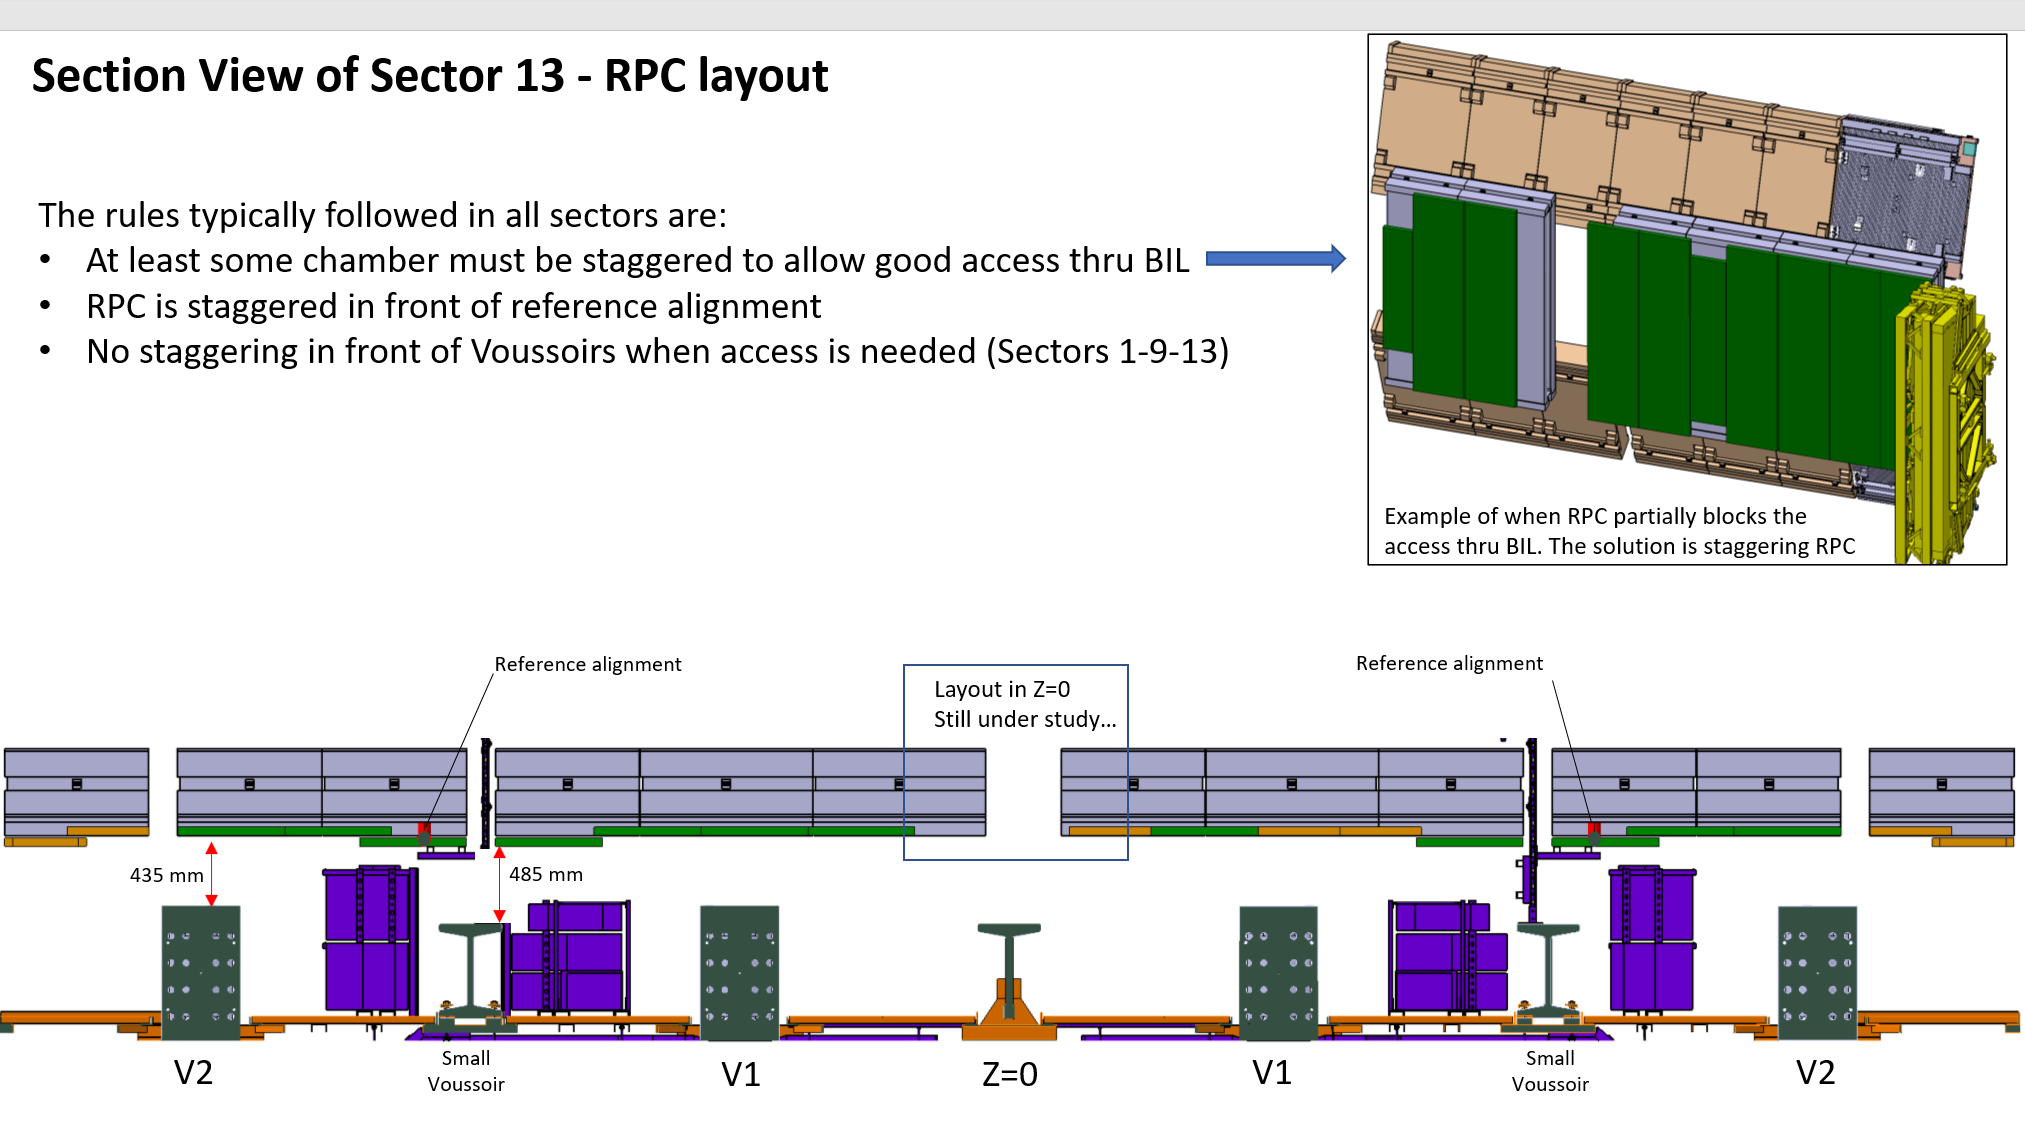 Section View of Sector 13 - RPC layout
The rules typically followed in all sectors are:
• At least some chamber must be staggered to allow good access thru BIL
• RPC is staggered in front of reference alignment
• No staggering in front of Voussoirs when access is needed (Sectors 1-9-13)
Example of when RPC partially blocks the
access thru BIL. The solution is staggering RPC
Reference alignment
Reference alignment
Layout in Z=0
Still under study...
435 mm
485 mm
V2
Small
Voussoir
V1
Z=0
V1
Small
Voussoir
V2